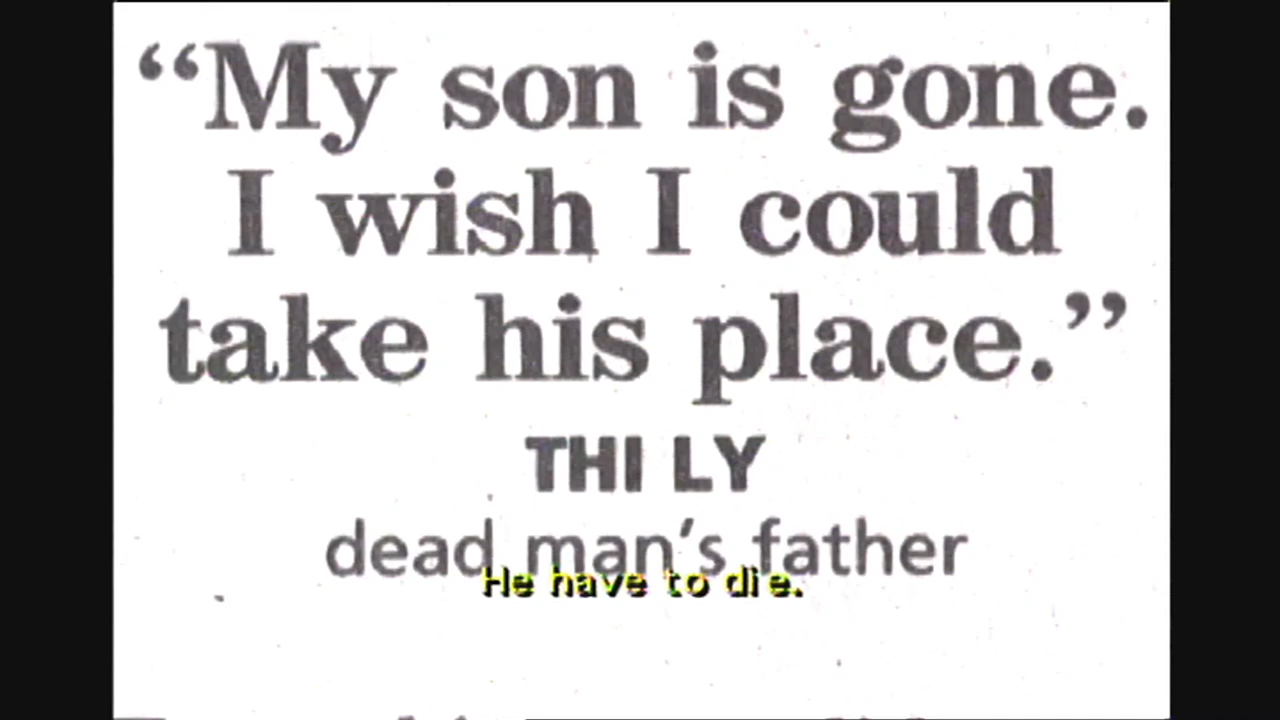 “My son is gone.
I wish I could
take his place.”
THI LY
dead man’s father
He have to die.